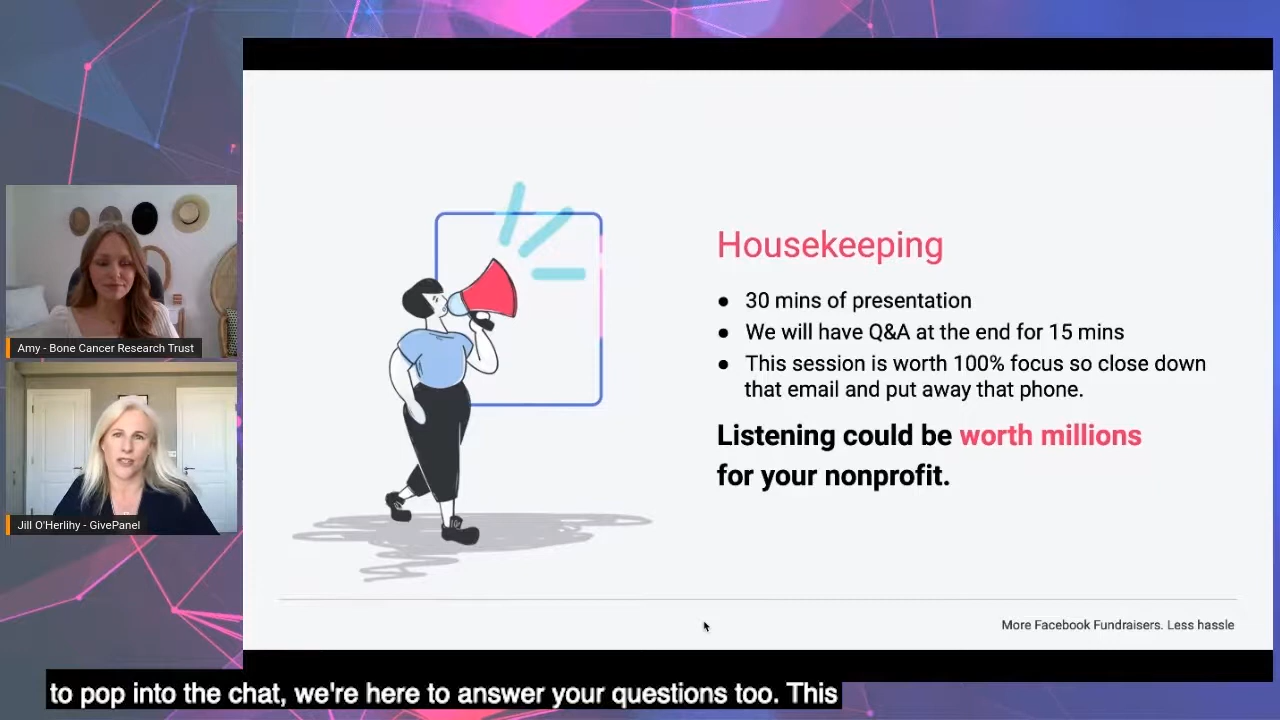 Amy - Bone Cancer Research Trust
Jill O'Herlihy - GivePanel
Housekeeping
● 30 mins of presentation
● We will have Q&A at the end for 15 mins
● This session is worth 100% focus so close down
that email and put away that phone.
Listening could be worth millions
for your nonprofit.
More Facebook Fundraisers. Less hassle
to pop into the chat, we're here to answer your questions too. This